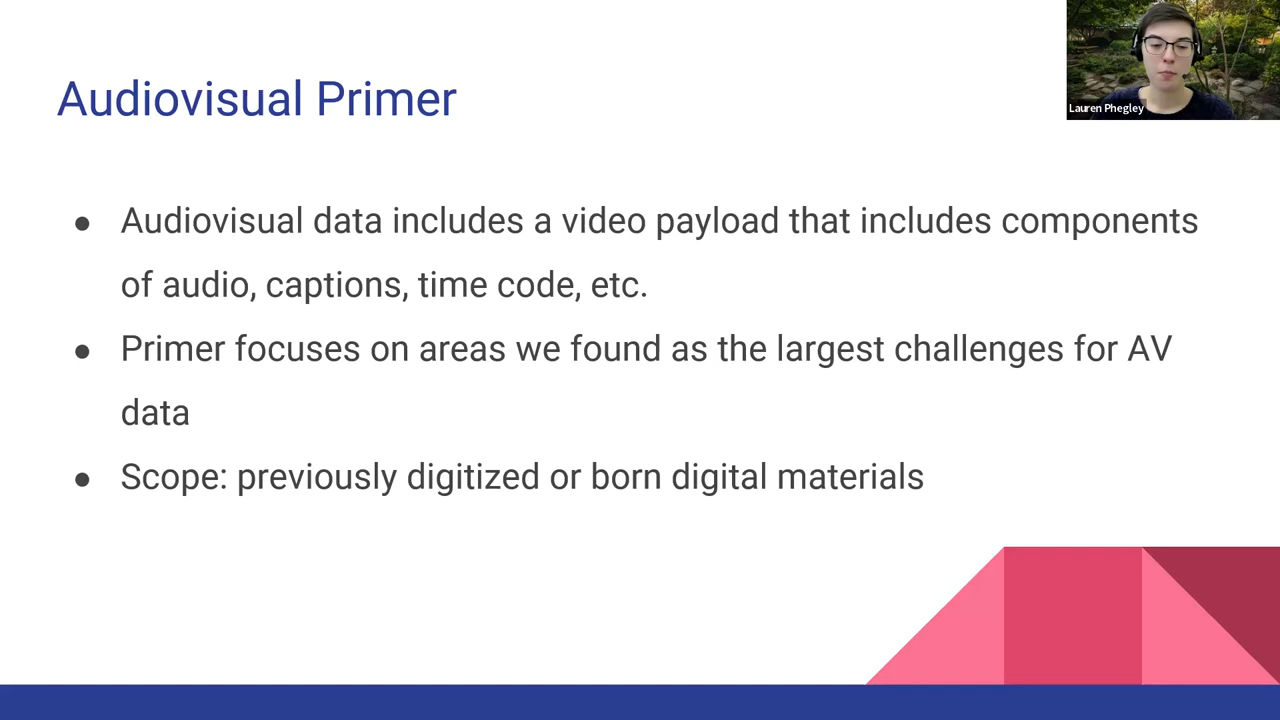 Audiovisual Primer
Lauren Phegley
● Audiovisual data includes a video payload that includes components
of audio, captions, time code, etc.
● Primer focuses on areas we found as the largest challenges for AV
data
● Scope: previously digitized or born digital materials